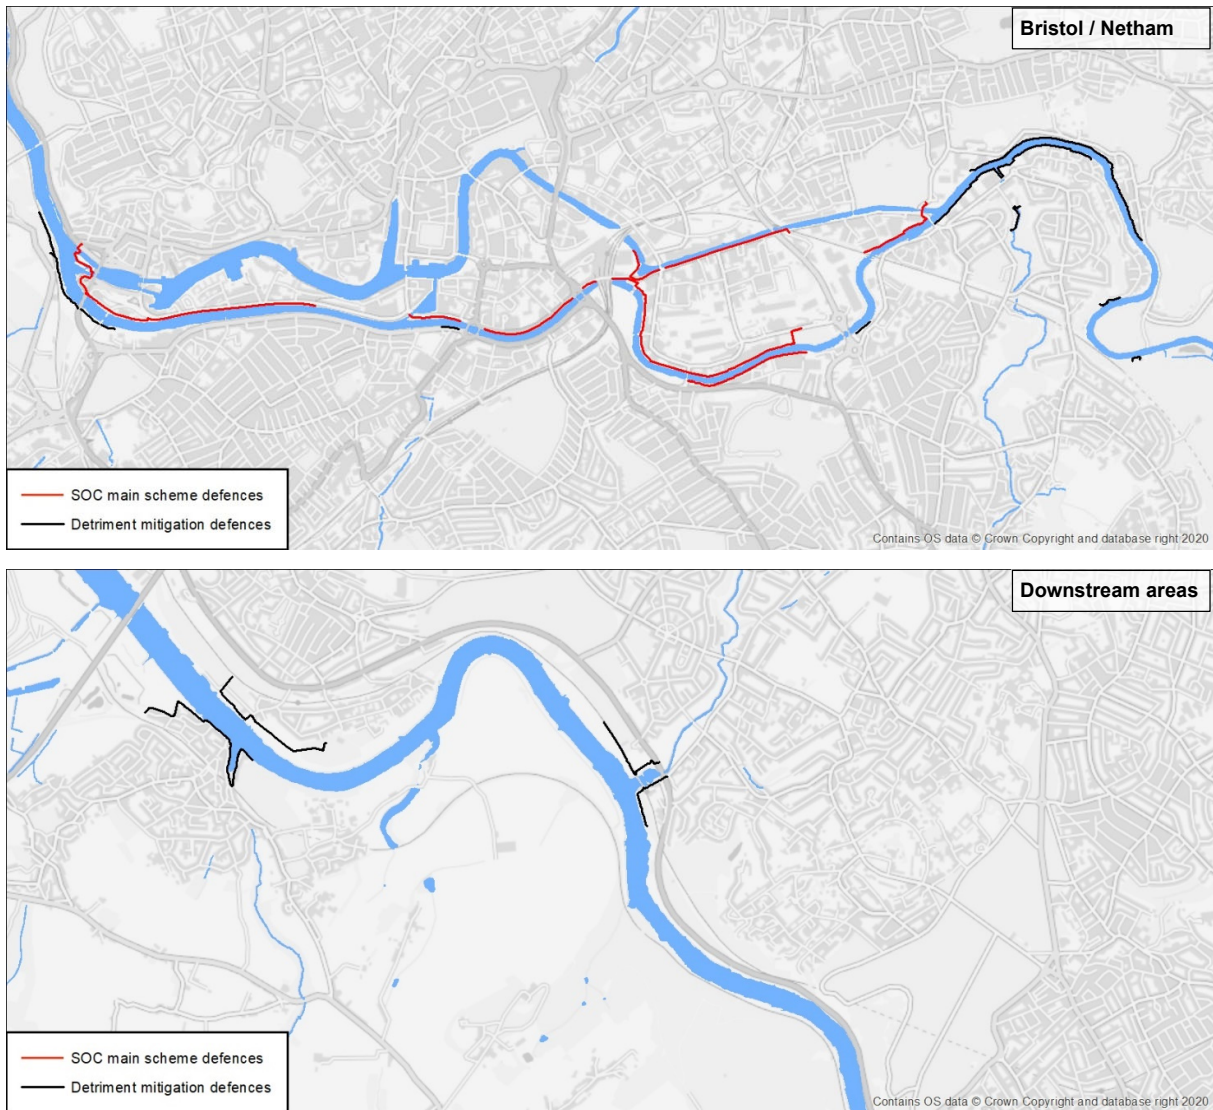 Bristol / Netham
SOC main scheme defences
Detriment mitigation defences
Contains OS data © Crown Copyright and database right 2020
Downstream areas
SOC main scheme defences
Detriment mitigation defences
Contains OS data © Crown Copyright and database right 2020